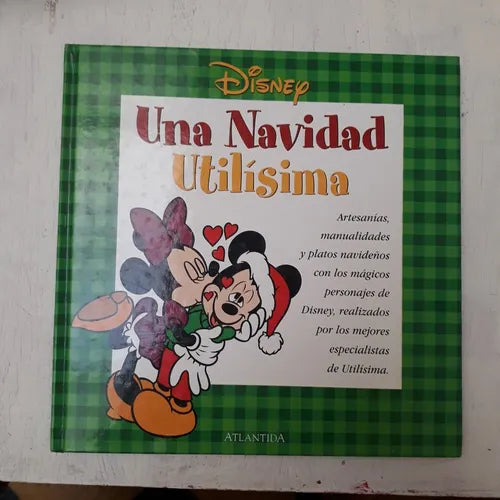 Disney
Una Navidad
Utilísima
Artesanías,
manualidades
y platos navideños
con los mágicos
personajes de
Disney, realizados
por los mejores
especialistas
de Utilísima.
ATLANTIDA